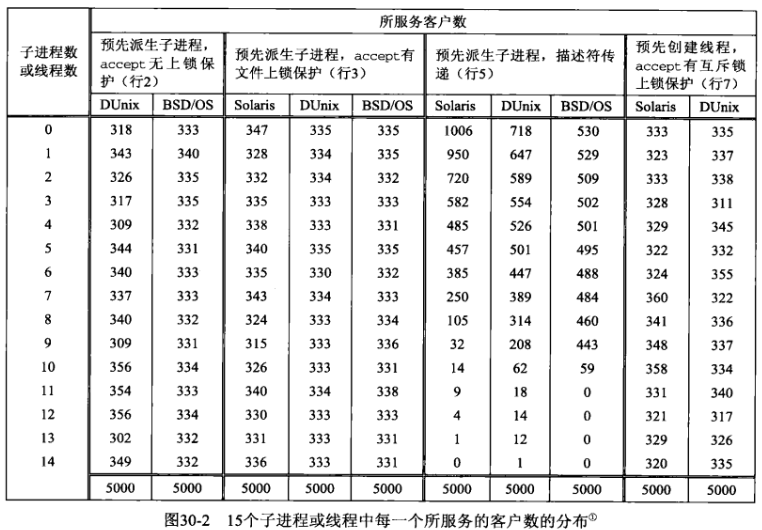 所服务客户数
子进程数
或线程数
预先派生子进程,
accept无上锁保
护(行2)
预先派生子进程,accept有
文件上锁保护(行3)
预先派生子进程,描述符传
递(行5)
预先创建线程,
accept有互斥锁
上锁保护(行7)
DUnix BSD/OS Solaris DUnix BSD/OS Solaris DUnix BSD/OS Solaris DUnix
0 318 333 347 335 335 1006 718 530 333 335
1 343 340 328 334 335 950 647 529 323 337
2 326 335 332 334 332 720 589 509 333 338
3 317 335 335 333 333 582 554 502 328 311
4 309 332 338 333 331 485 526 501 329 345
5 344 331 340 335 335 457 501 495 322 332
6 340 333 335 330 332 385 447 488 324 355
7 337 333 343 334 333 250 389 484 360 322
8 340 332 324 333 334 105 314 460 341 336
9 309 331 315 333 336 32 208 443 348 337
10 356 334 326 333 331 14 62 59 358 334
11 354 333 340 334 338 9 18 0 331 340
12 356 334 330 333 333 4 14 0 321 317
13 302 332 331 333 331 1 12 0 329 326
14 349 332 336 333 331 0 1 0 320 335
5000 5000 5000 5000 5000 5000 5000 5000 5000 5000
图30-2 15个子进程或线程中每一个所服务的客户数的分布①